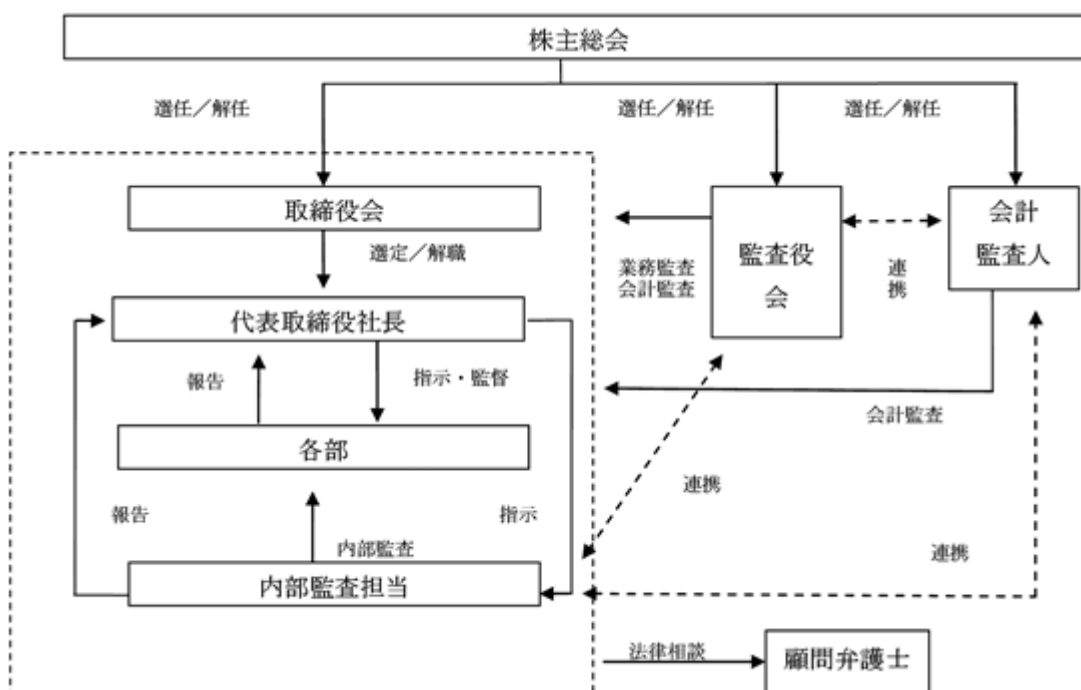 株主総会
選任／解任
選任／解任
選任／解任
取締役会
選定／解職
代表取締役社長
報告
指示・監督
各部
報告
指示
内部監査
内部監査担当
業務監査
会計監査
監査役
会
連
携
会計
監査人
会計監査
連携
連携
法律相談
顧問弁護士